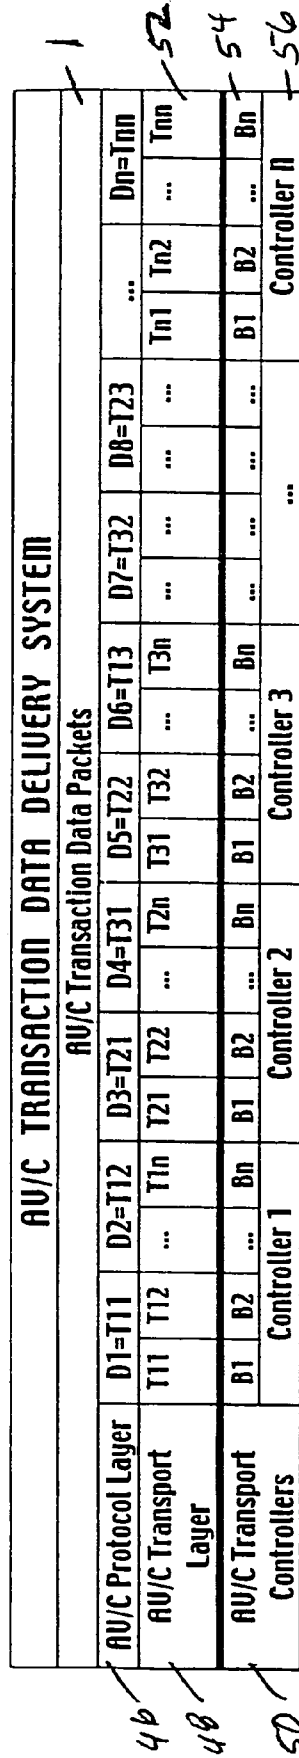 AV/C TRANSACTION DATA DELIVERY SYSTEM
AV/C Transaction Data Packets 1
46 AV/C Protocol Layer D1=T11 D2=T12 D3=T21 D4=T31 D5=T22 D6=T13 D7=T32 D8=T23 ... Dn=Tnn
48 AV/C Transport Layer T11 T12 ... T1n T21 T22 ... T2n T31 T32 ... T3n ... ... ... ... Tn1 Tn2 ... Tnn 52
50 AV/C Transport Controllers B1 B2 ... Bn B1 B2 ... Bn B1 B2 ... Bn ... ... ... ... B1 B2 ... Bn 54
Controller 1 Controller 2 Controller 3 ... Controller n 56